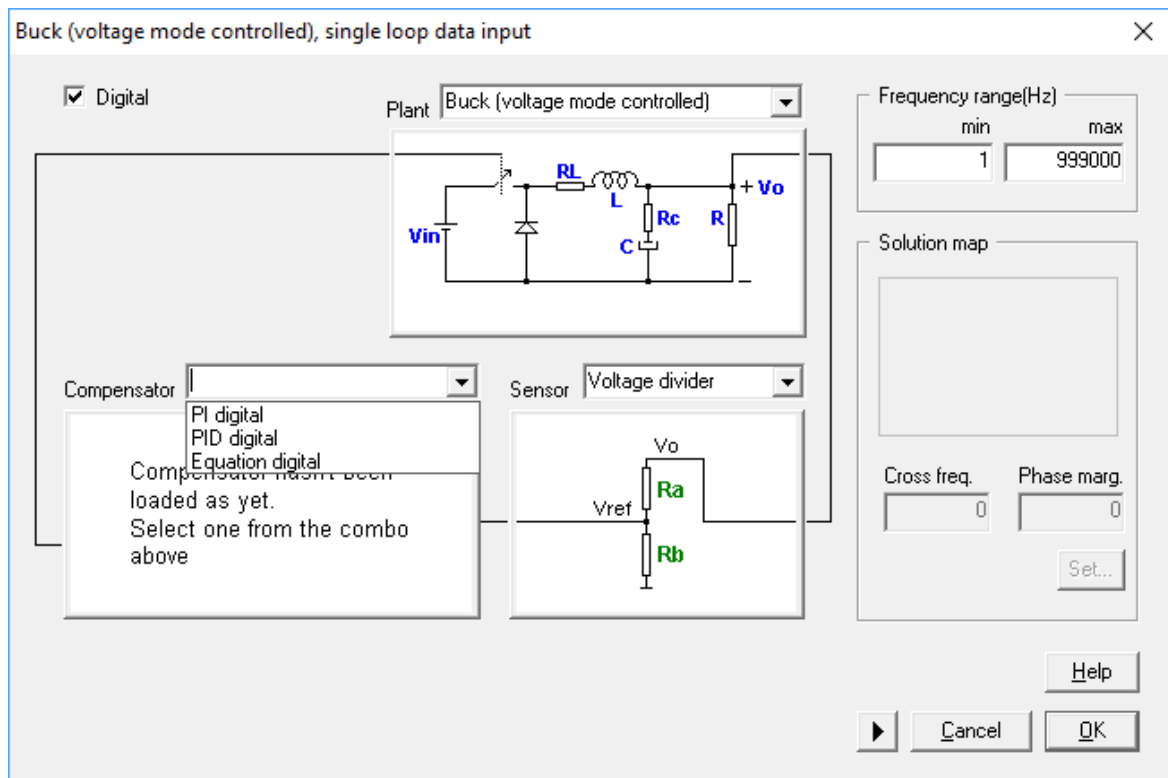 Buck (voltage mode controlled), single loop data input
Digital
Plant
Buck (voltage mode controlled)
RL
L
Vin
Rc
C
R
+ Vo
−
Frequency range(Hz)
min
max
1
999000
Solution map
Cross freq.
Phase marg.
0
0
Set...
Compensator
PI digital
PID digital
Equation digital
loaded as yet.
Select one from the combo
above
Sensor
Voltage divider
Vo
Vref
Ra
Rb
Help
Cancel
OK